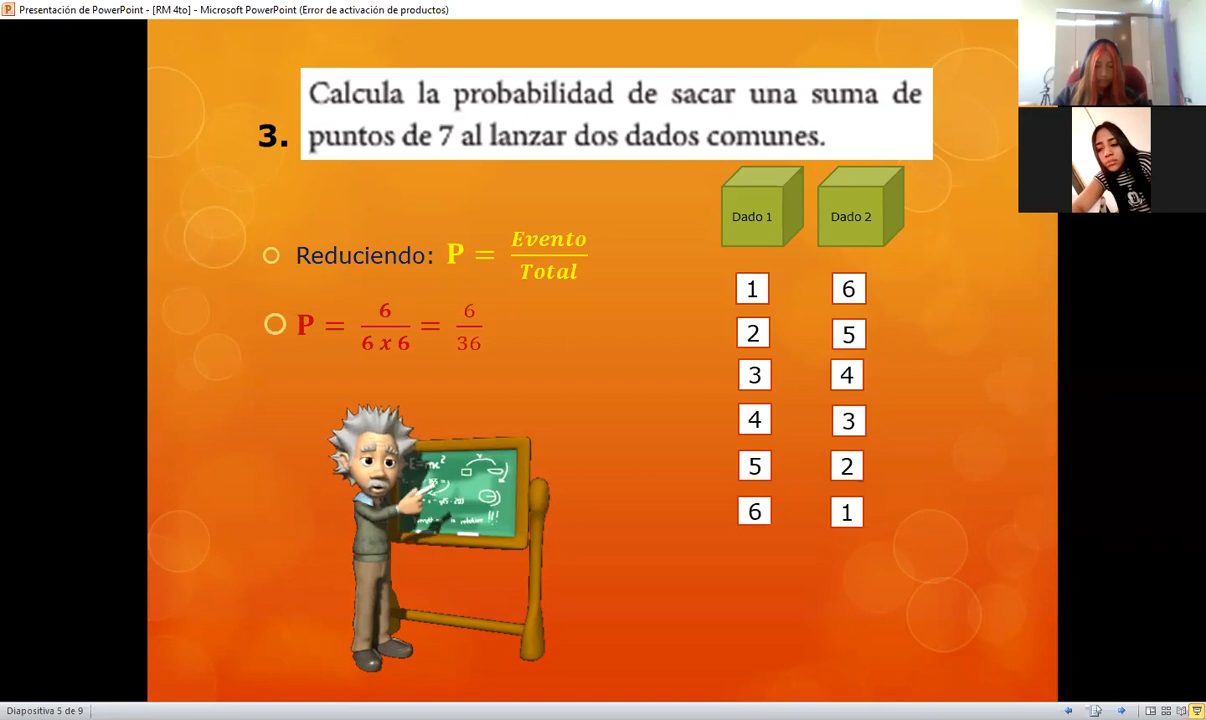 Presentación de PowerPoint - [RM 4to] - Microsoft PowerPoint (Error de activación de productos)
3.
Calcula la probabilidad de sacar una suma de
puntos de 7 al lanzar dos dados comunes.
Dado 1 Dado 2
Reduciendo: P = Evento / Total
P = 6 / 6 x 6 = 6 / 36
1 6
2 5
3 4
4 3
5 2
6 1
E=mc²
Diapositiva 5 de 9